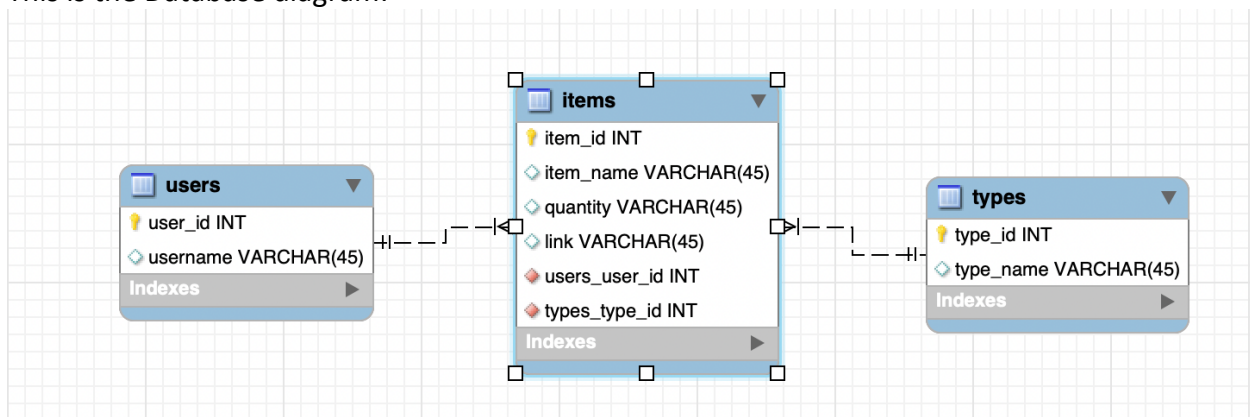 This is the Database diagram:
users
user_id INT
username VARCHAR(45)
Indexes
items
item_id INT
item_name VARCHAR(45)
quantity VARCHAR(45)
link VARCHAR(45)
users_user_id INT
types_type_id INT
Indexes
types
type_id INT
type_name VARCHAR(45)
Indexes